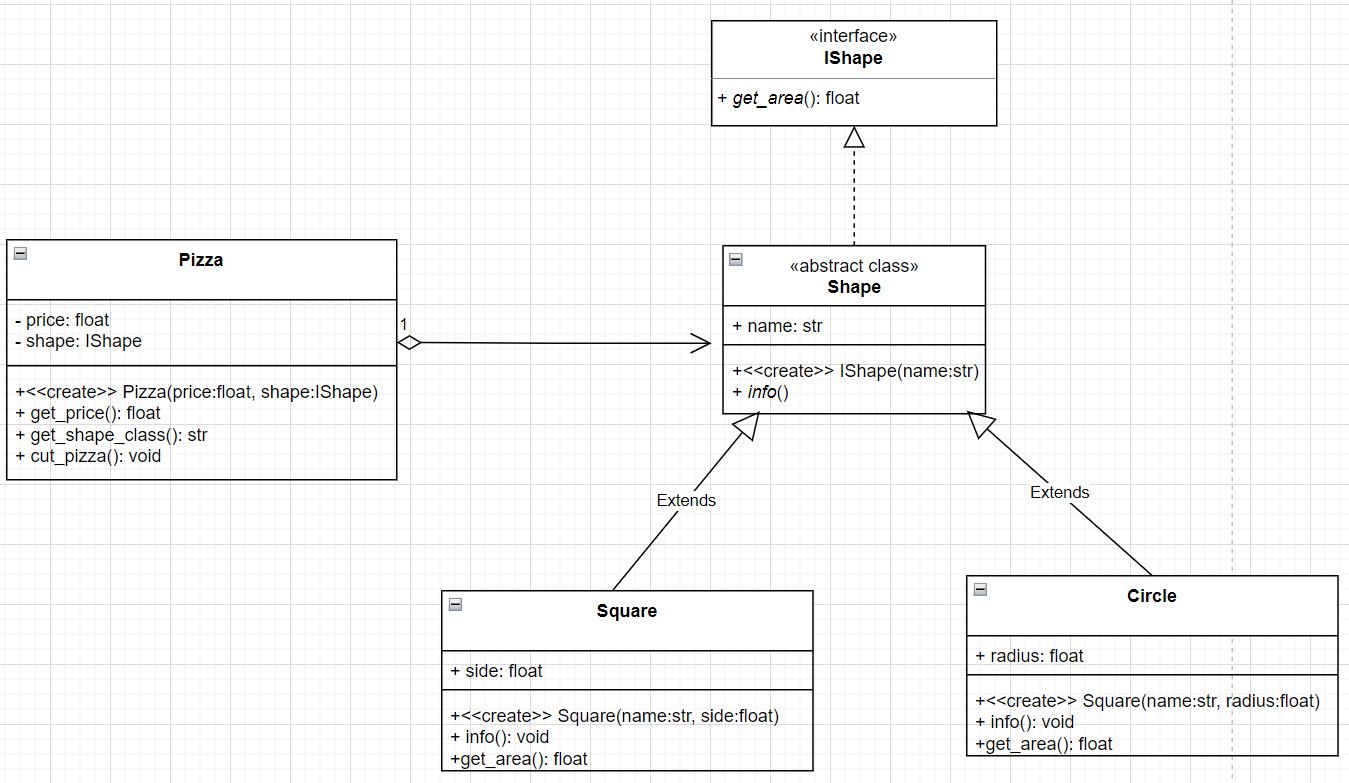 «interface»
IShape
+ get_area(): float
Pizza
- price: float
- shape: IShape
+<<create>> Pizza(price:float, shape:IShape)
+ get_price(): float
+ get_shape_class(): str
+ cut_pizza(): void
1
«abstract class»
Shape
+ name: str
+<<create>> IShape(name:str)
+ info()
Extends
Extends
Square
+ side: float
+<<create>> Square(name:str, side:float)
+ info(): void
+get_area(): float
Circle
+ radius: float
+<<create>> Square(name:str, radius:float)
+ info(): void
+get_area(): float